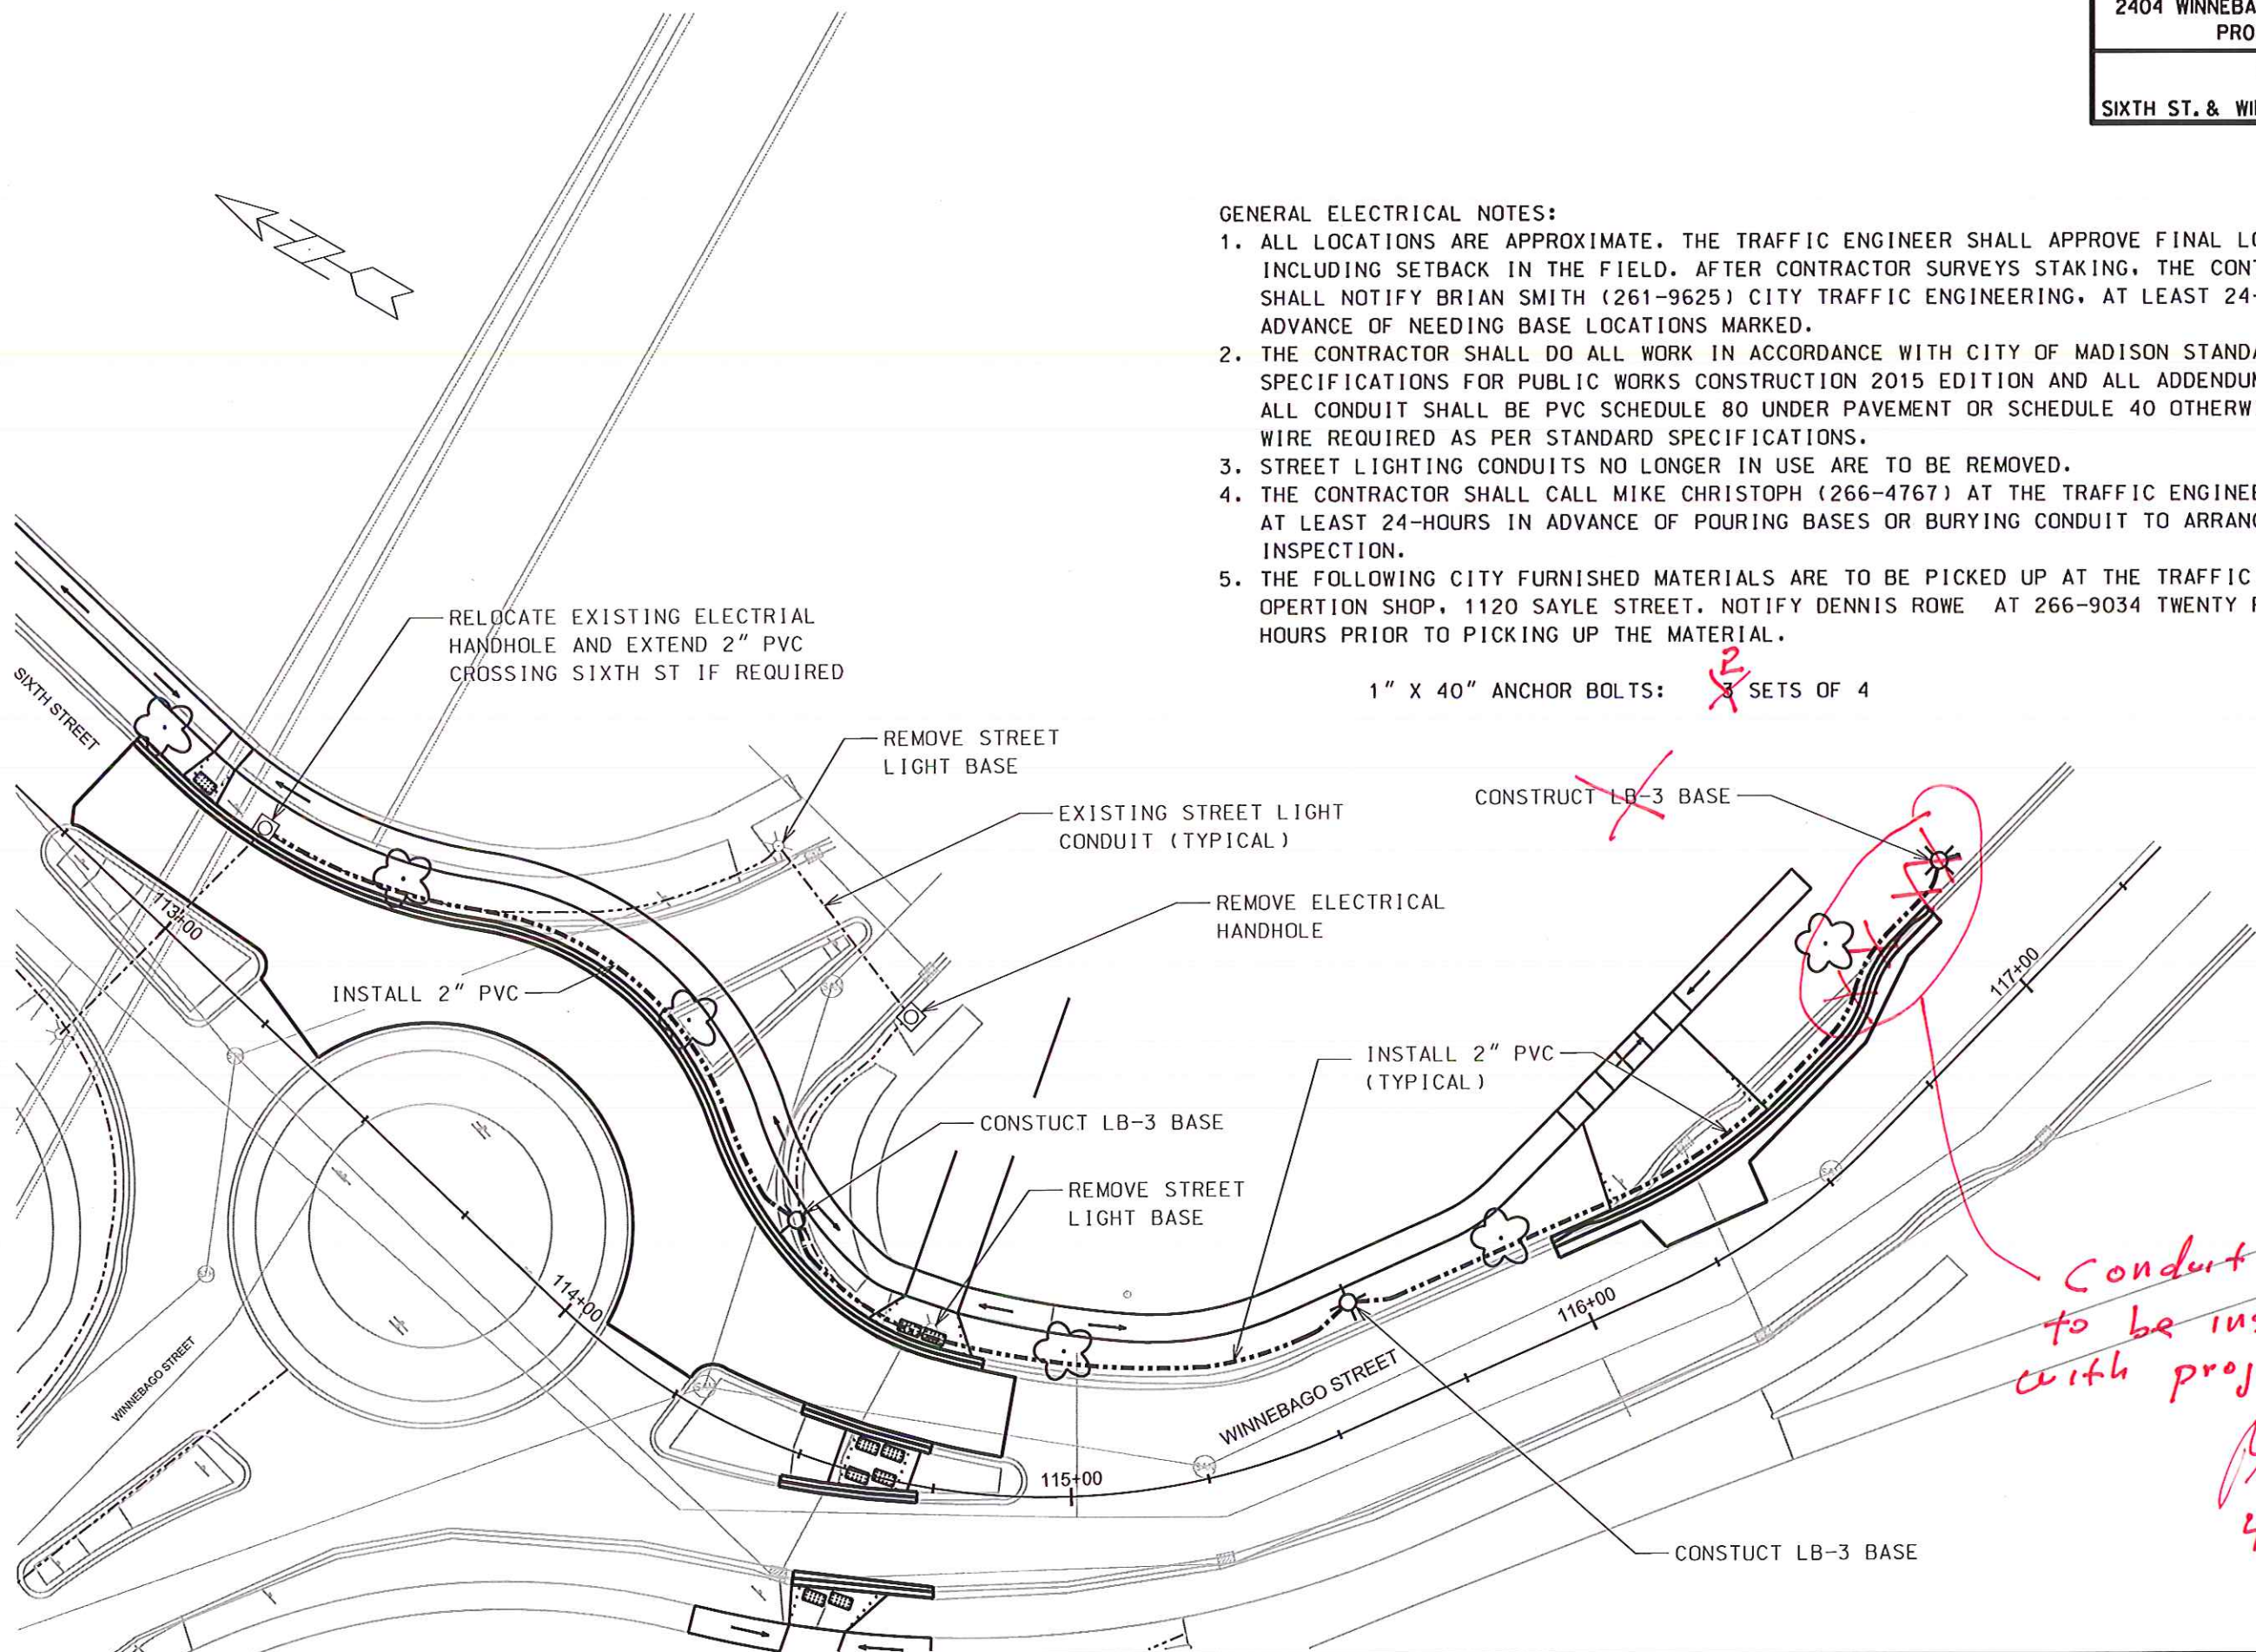 2404 WINNEBA
PRO
SIXTH ST. & WI
GENERAL ELECTRICAL NOTES:
1. ALL LOCATIONS ARE APPROXIMATE. THE TRAFFIC ENGINEER SHALL APPROVE FINAL LO
INCLUDING SETBACK IN THE FIELD. AFTER CONTRACTOR SURVEYS STAKING, THE CONT
SHALL NOTIFY BRIAN SMITH (261-9625) CITY TRAFFIC ENGINEERING, AT LEAST 24-
ADVANCE OF NEEDING BASE LOCATIONS MARKED.
2. THE CONTRACTOR SHALL DO ALL WORK IN ACCORDANCE WITH CITY OF MADISON STANDA
SPECIFICATIONS FOR PUBLIC WORKS CONSTRUCTION 2015 EDITION AND ALL ADDENDUM
ALL CONDUIT SHALL BE PVC SCHEDULE 80 UNDER PAVEMENT OR SCHEDULE 40 OTHERW
WIRE REQUIRED AS PER STANDARD SPECIFICATIONS.
3. STREET LIGHTING CONDUITS NO LONGER IN USE ARE TO BE REMOVED.
4. THE CONTRACTOR SHALL CALL MIKE CHRISTOPH (266-4767) AT THE TRAFFIC ENGINEE
AT LEAST 24-HOURS IN ADVANCE OF POURING BASES OR BURYING CONDUIT TO ARRANG
INSPECTION.
5. THE FOLLOWING CITY FURNISHED MATERIALS ARE TO BE PICKED UP AT THE TRAFFIC
OPERTION SHOP, 1120 SAYLE STREET. NOTIFY DENNIS ROWE AT 266-9034 TWENTY F
HOURS PRIOR TO PICKING UP THE MATERIAL.
2
1" X 40" ANCHOR BOLTS: 3 SETS OF 4
RELOCATE EXISTING ELECTRIAL
HANDHOLE AND EXTEND 2" PVC
CROSSING SIXTH ST IF REQUIRED
SIXTH STREET
REMOVE STREET
LIGHT BASE
EXISTING STREET LIGHT
CONDUIT (TYPICAL)
CONSTRUCT LB-3 BASE
REMOVE ELECTRICAL
HANDHOLE
113+00
INSTALL 2" PVC
117+00
INSTALL 2" PVC
(TYPICAL)
CONSTUCT LB-3 BASE
REMOVE STREET
LIGHT BASE
114+00
116+00
WINNEBAGO STREET
WINNEBAGO STREET
115+00
CONSTUCT LB-3 BASE
Conduit
to be ins
with proj